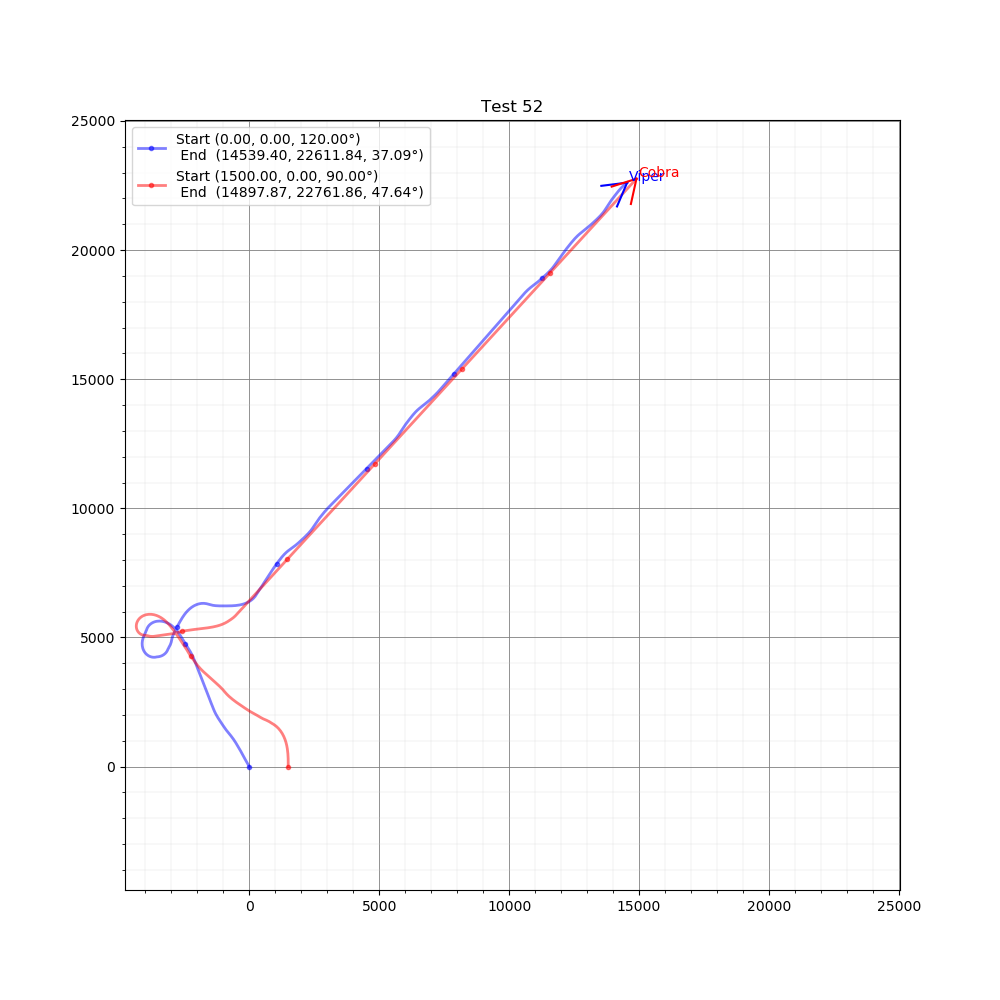 Test 52
Start (0.00, 0.00, 120.00°)
End  (14539.40, 22611.84, 37.09°)
Start (1500.00, 0.00, 90.00°)
End  (14897.87, 22761.86, 47.64°)
Cobra
Viper
25000
20000
15000
10000
5000
0
0
5000
10000
15000
20000
25000